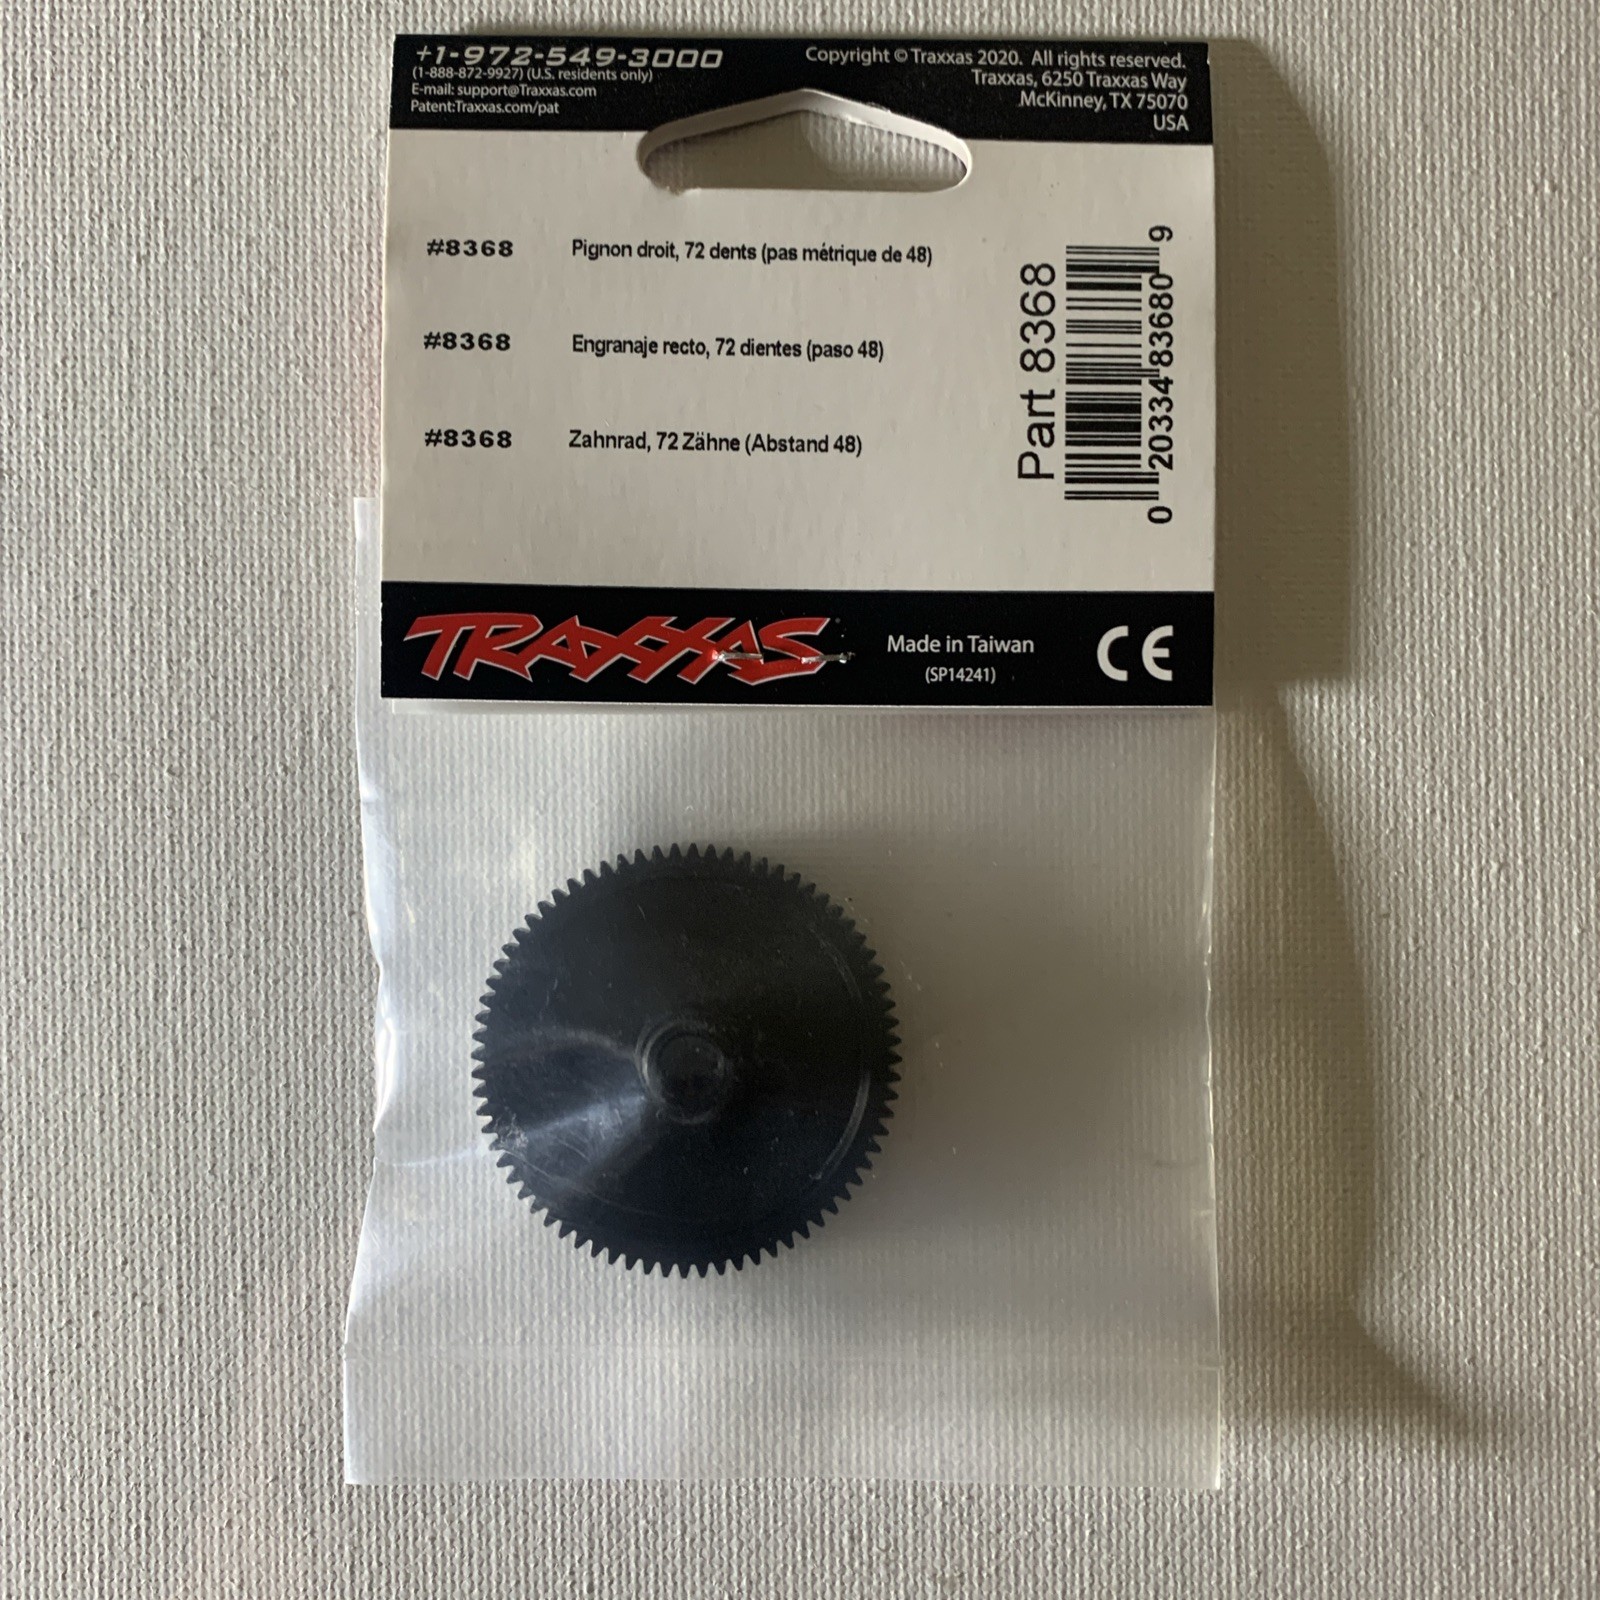 +1-972-549-3000
(1-888-872-9927) (U.S. residents only)
E-mail: support@Traxxas.com
Patent:Traxxas.com/pat
Copyright © Traxxas 2020. All rights reserved.
Traxxas, 6250 Traxxas Way
McKinney, TX 75070
USA
#8368 Pignon droit, 72 dents (pas métrique de 48)
#8368 Engranaje recto, 72 dientes (paso 48)
#8368 Zahnrad, 72 Zähne (Abstand 48)
Part 8368
0 20334 83680 9
TRAXXAS
Made in Taiwan
(SP14241)
CE